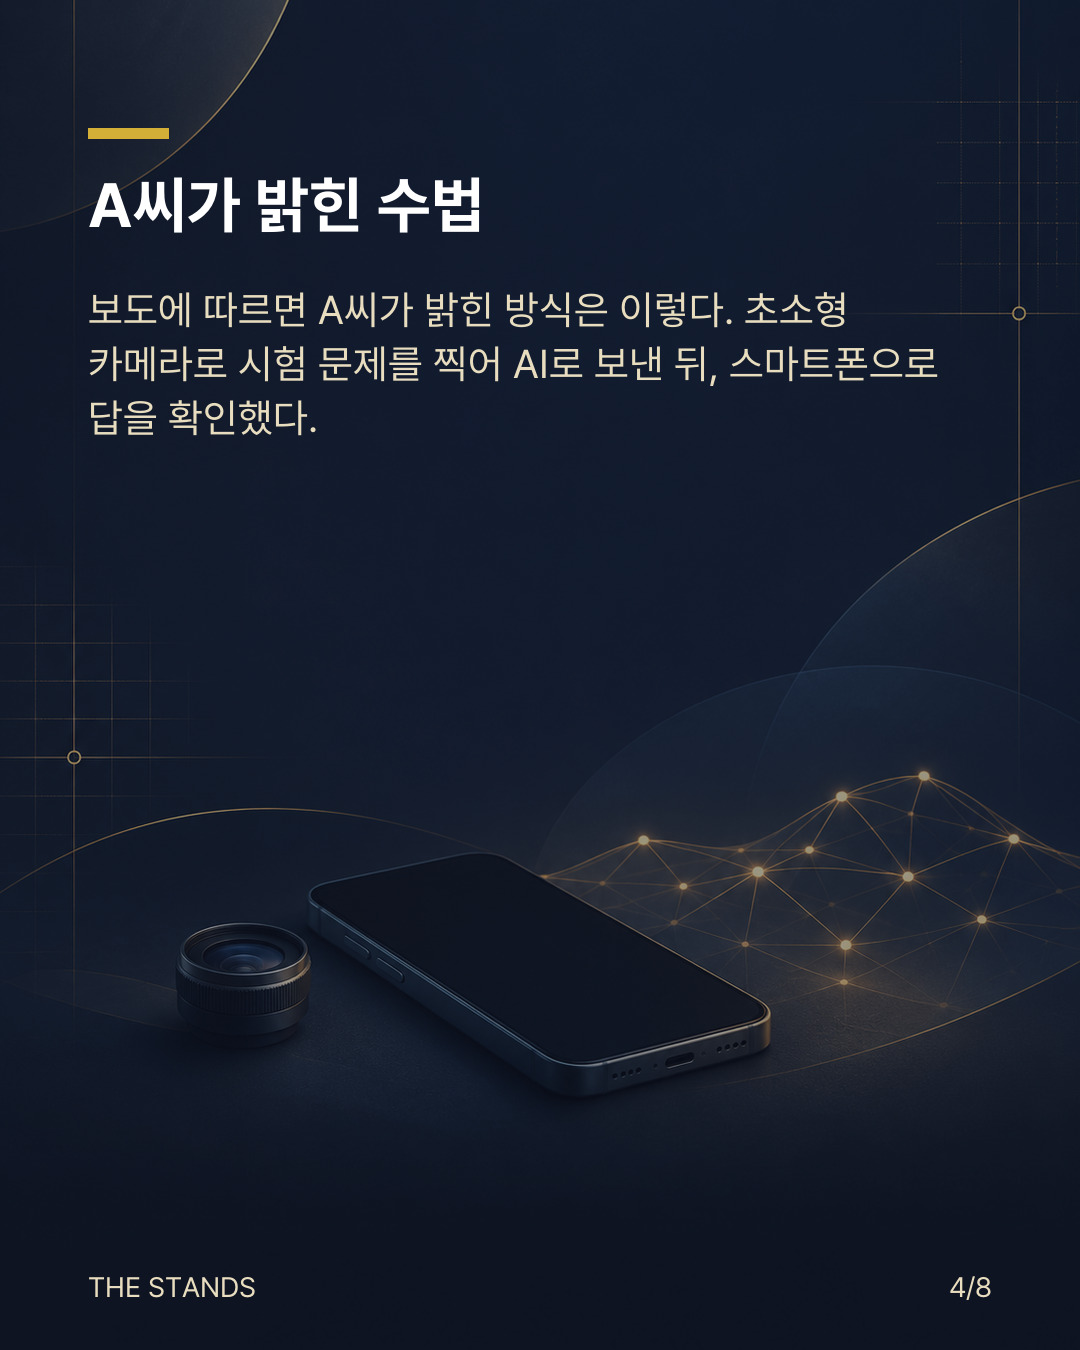 A씨가 밝힌 수법
보도에 따르면 A씨가 밝힌 방식은 이렇다. 초소형
카메라로 시험 문제를 찍어 AI로 보낸 뒤, 스마트폰으로
답을 확인했다.
THE STANDS
4/8